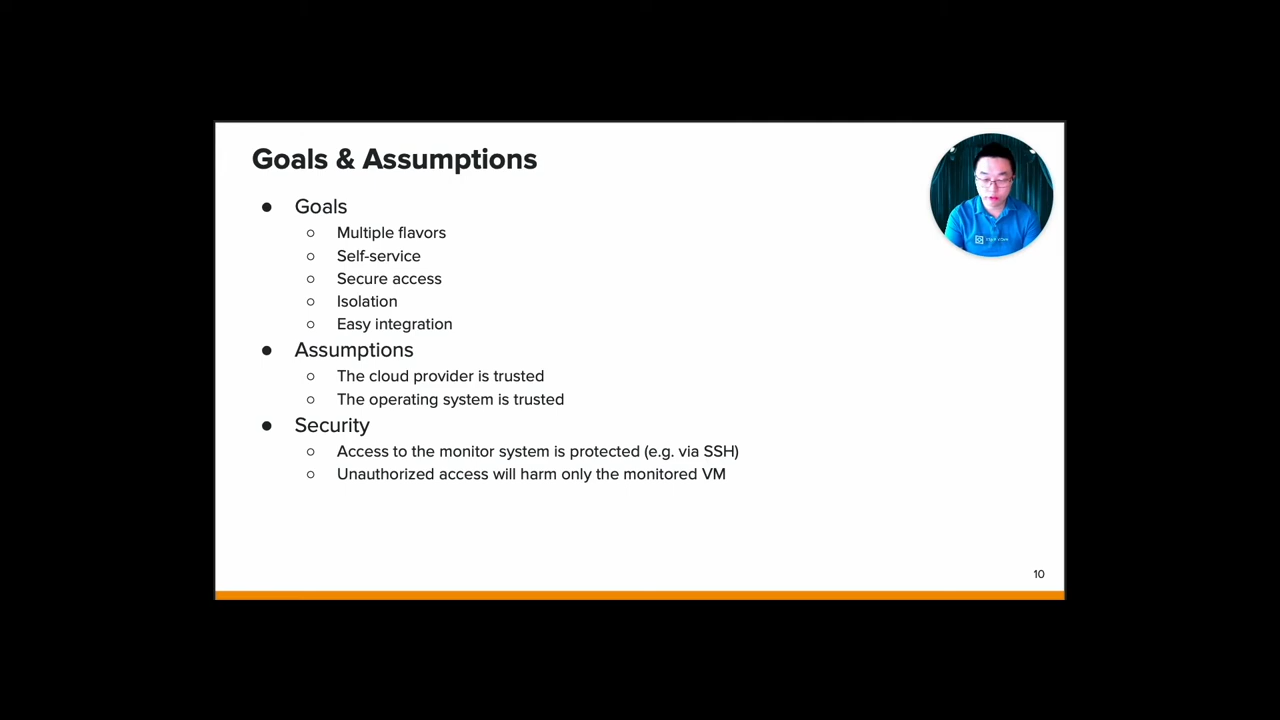 Goals & Assumptions
● Goals
○ Multiple flavors
○ Self-service
○ Secure access
○ Isolation
○ Easy integration
● Assumptions
○ The cloud provider is trusted
○ The operating system is trusted
● Security
○ Access to the monitor system is protected (e.g. via SSH)
○ Unauthorized access will harm only the monitored VM
10